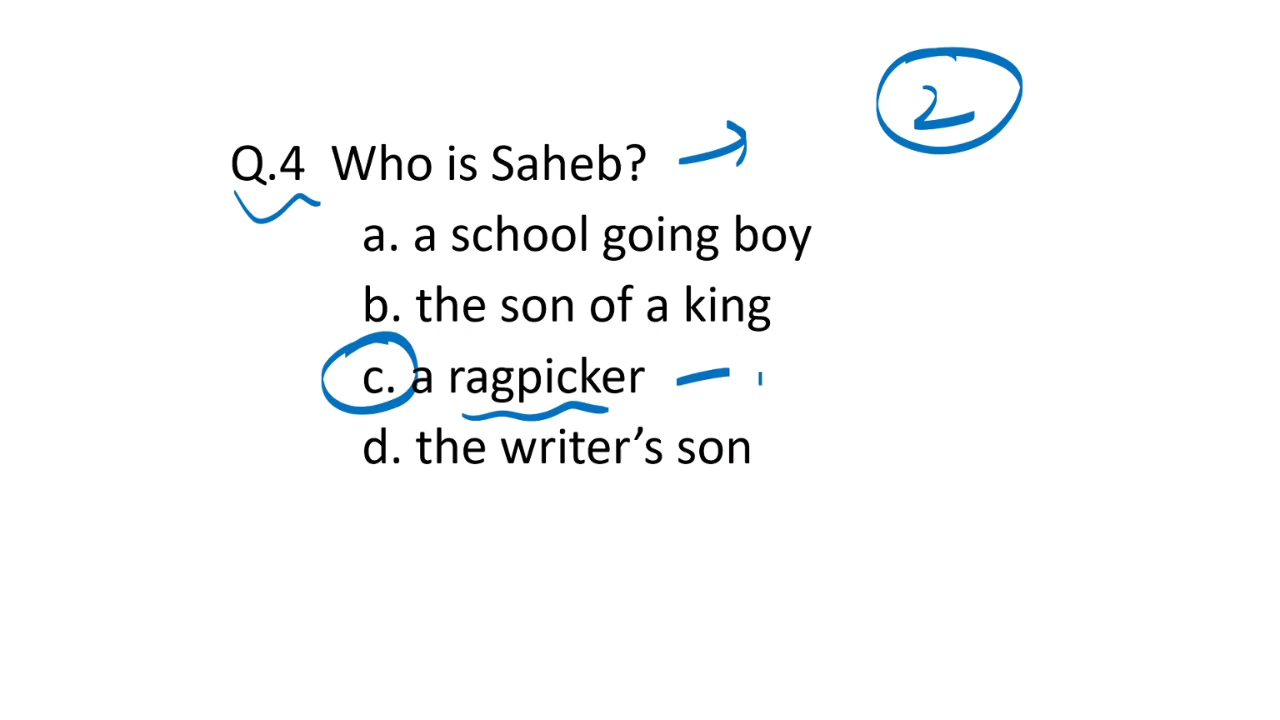 2
Q.4 Who is Saheb?
a. a school going boy
b. the son of a king
c. a ragpicker
d. the writer’s son